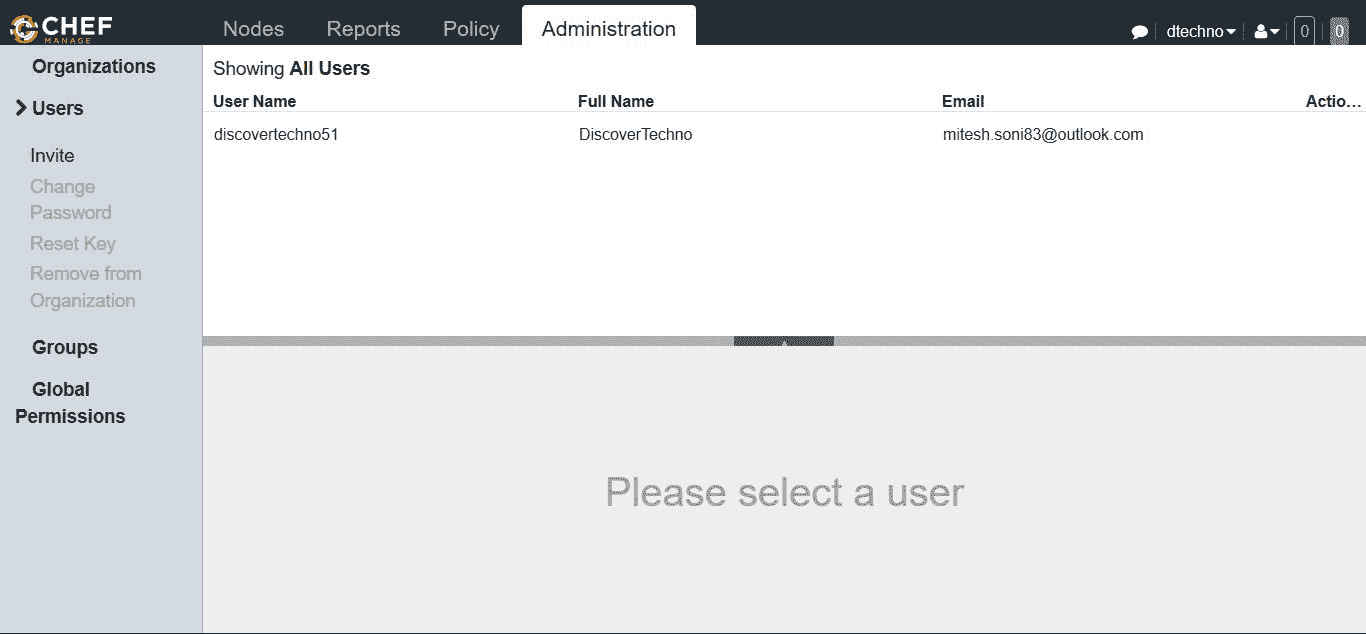 CHEF
MANAGE
Nodes Reports Policy Administration dtechno 0 0
Organizations
Users
Invite
Change
Password
Reset Key
Remove from
Organization
Groups
Global
Permissions
Showing All Users
User Name Full Name Email Actio...
discovertechno51 DiscoverTechno mitesh.soni83@outlook.com
Please select a user